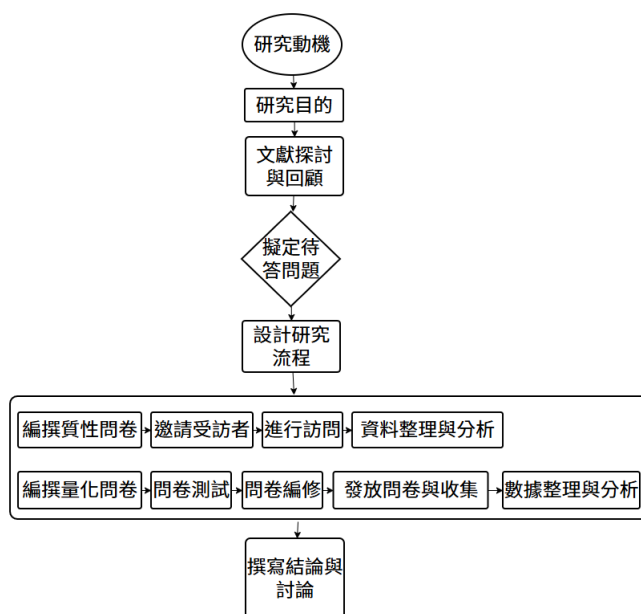 研究動機
研究目的
文獻探討
與回顧
擬定待
答問題
設計研究
流程
編撰質性問卷
邀請受訪者
進行訪問
資料整理與分析
編撰量化問卷
問卷測試
問卷編修
發放問卷與收集
數據整理與分析
撰寫結論與
討論